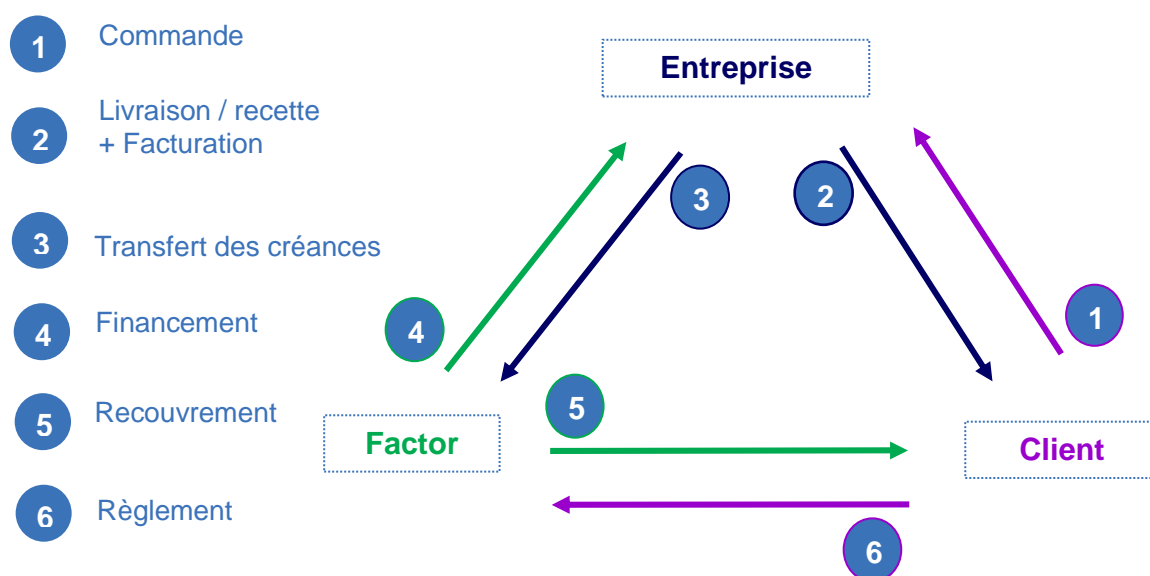 1 Commande
2 Livraison / recette
+ Facturation
3 Transfert des créances
4 Financement
5 Recouvrement
6 Règlement
Entreprise
3
2
4
1
5
Factor
Client
6